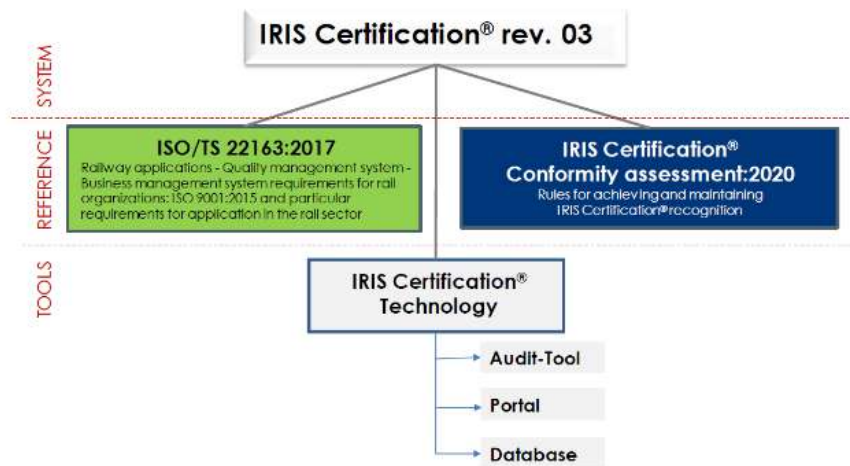 IRIS Certification® rev. 03
SYSTEM
REFERENCE
ISO/TS 22163:2017
Railway applications - Quality management system -
Business management system requirements for rail
organizations: ISO 9001:2015 and particular
requirements for application in the rail sector
IRIS Certification®
Conformity assessment:2020
Rules for achieving and maintaining
IRIS Certification® recognition
TOOLS
IRIS Certification®
Technology
Audit-Tool
Portal
Database